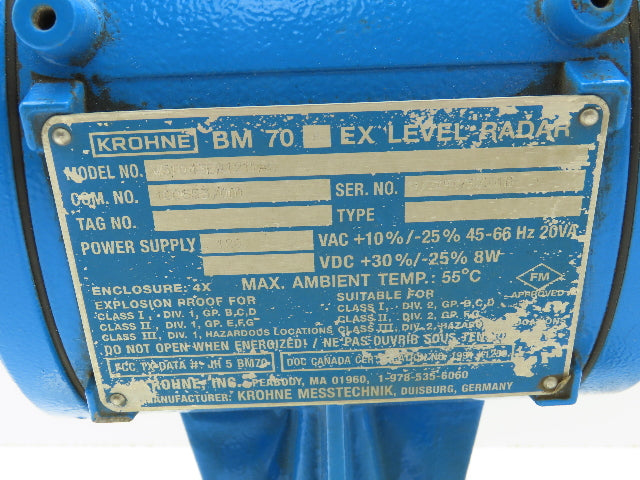 KROHNE BM 70 EX LEVEL RADAR
MODEL NO.
COM. NO. SER. NO.
TAG NO. TYPE
POWER SUPPLY VAC +10%/-25% 45-66 Hz 20VA
VDC +30%/-25% 8W
ENCLOSURE: 4X MAX. AMBIENT TEMP.: 55°C
EXPLOSION PROOF FOR SUITABLE FOR
CLASS I, DIV. 1, GP. B,C,D CLASS I, DIV. 2, GP. B,C,D
CLASS II, DIV. 1, GP. E,F,G CLASS II, DIV. 2, GP.
CLASS III, DIV. 1, HAZARDOUS LOCATIONS CLASS III, DIV. 2,
FM
APPROVED
DO NOT OPEN WHEN ENERGIZED! / NE PAS OUVRIR SOUS
FCC ID DATA #: JH 5 BM70 DOC CANADA
KROHNE, INC. PEABODY, MA 01960, 1-978-535-6060
MANUFACTURER: KROHNE MESSTECHNIK, DUISBURG, GERMANY